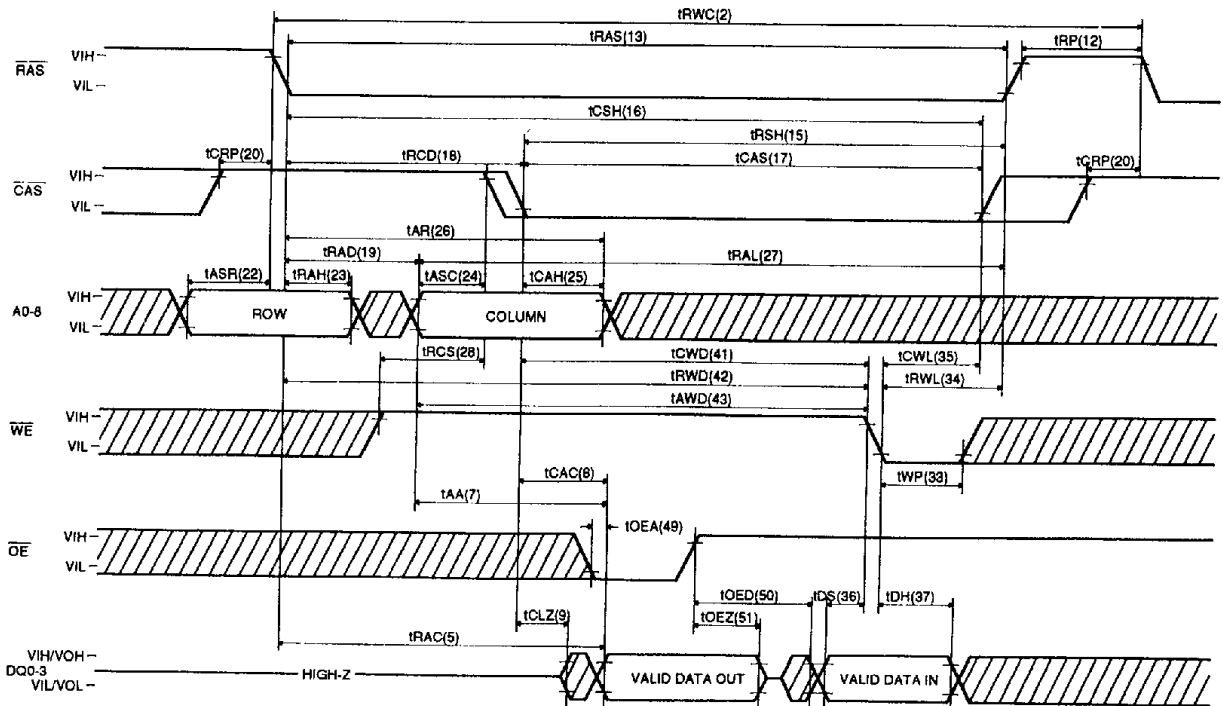 tRWC(2)
tRAS(13)
tRP(12)
RAS
VIH
VIL
tCSH(16)
tRSH(15)
tCRP(20)
tRCD(18)
tCAS(17)
tCRP(20)
CAS
VIH
VIL
tAR(26)
tRAD(19)
tRAL(27)
tASR(22)
tRAH(23)
tASC(24)
tCAH(25)
A0-8
VIH
VIL
ROW
COLUMN
tRCS(28)
tCWD(41)
tCWL(35)
tRWD(42)
tRWL(34)
tAWD(43)
WE
VIH
VIL
tWP(33)
tCAC(8)
tAA(7)
tOEA(49)
OE
VIH
VIL
tOED(50)
tDS(36)
tDH(37)
tCLZ(9)
tOEZ(51)
tRAC(5)
VIH/VOH
DQ0-3
VIL/VOL
HIGH-Z
VALID DATA OUT
VALID DATA IN